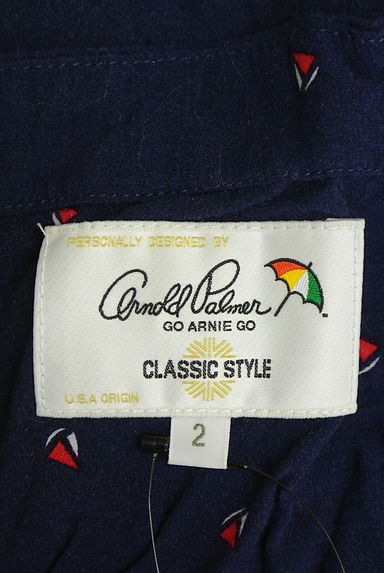 PERSONALLY DESIGNED BY
Arnold Palmer
GO ARNIE GO
CLASSIC STYLE
U.S.A ORIGIN
2